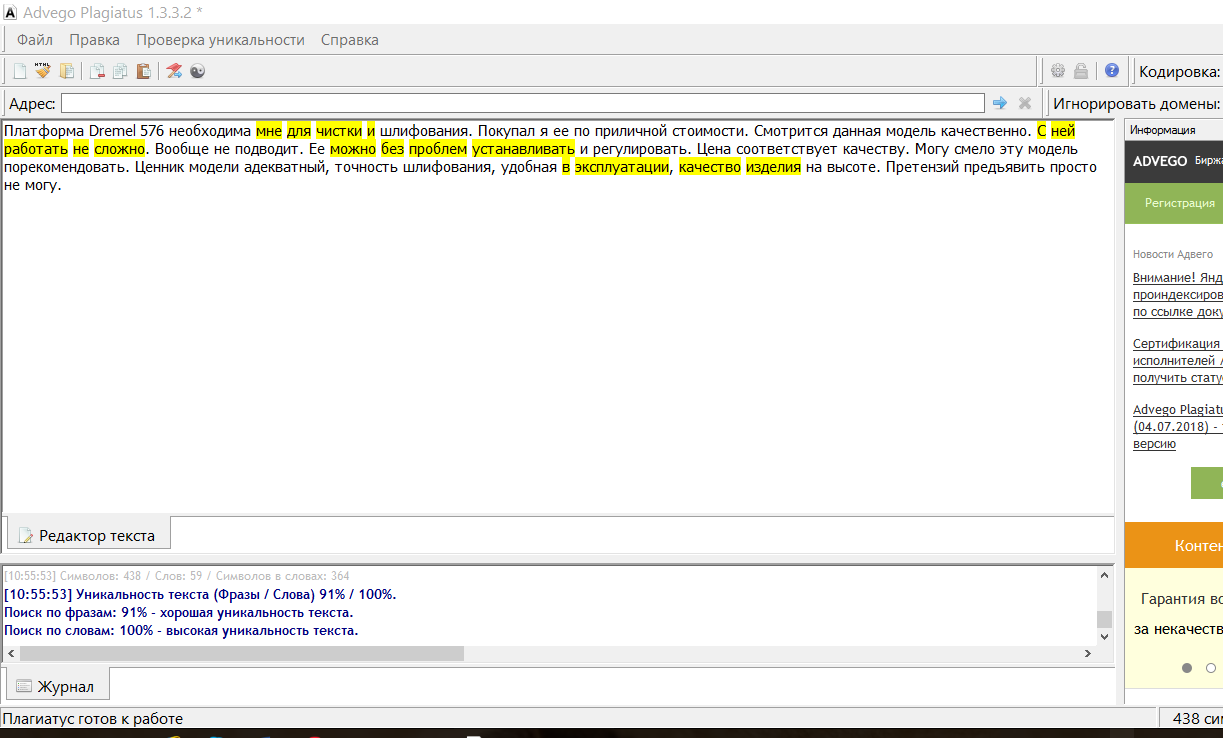 Advego Plagiatus 1.3.3.2 *
Файл Правка Проверка уникальности Справка
HTML
Кодировка:
Адрес:
Игнорировать домены:
Платформа Dremel 576 необходима мне для чистки и шлифования. Покупал я ее по приличной стоимости. Смотрится данная модель качественно. С ней
работать не сложно. Вообще не подводит. Ее можно без проблем устанавливать и регулировать. Цена соответствует качеству. Могу смело эту модель
порекомендовать. Ценник модели адекватный, точность шлифования, удобная в эксплуатации, качество изделия на высоте. Претензий предъявить просто
не могу.
Информация
ADVEGO Биржа
Регистрация
Новости Адвего
Внимание! Янд
проиндексиров
по ссылке доку
Сертификация
исполнителей /
получить стату
Advego Plagiatu
(04.07.2018) -
версию
Контен
Гарантия во
за некачеств
Редактор текста
[10:55:53] Символов: 438 / Слов: 59 / Символов в словах: 364
[10:55:53] Уникальность текста (Фразы / Слова) 91% / 100%.
Поиск по фразам: 91% - хорошая уникальность текста.
Поиск по словам: 100% - высокая уникальность текста.
Журнал
Плагиатус готов к работе
438 сим